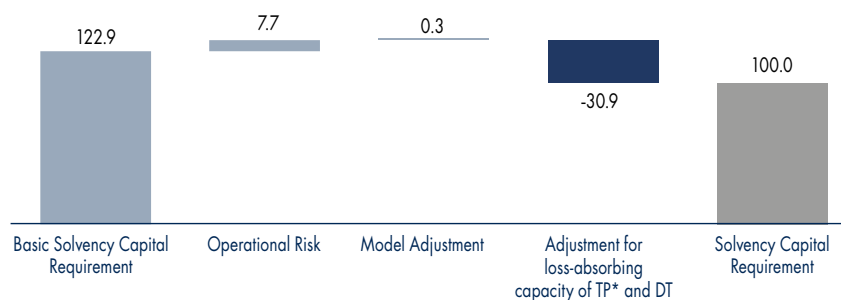 122.9
7.7
0.3
-30.9
100.0
Basic Solvency Capital
Requirement
Operational Risk
Model Adjustment
Adjustment for
loss-absorbing
capacity of TP* and DT
Solvency Capital
Requirement